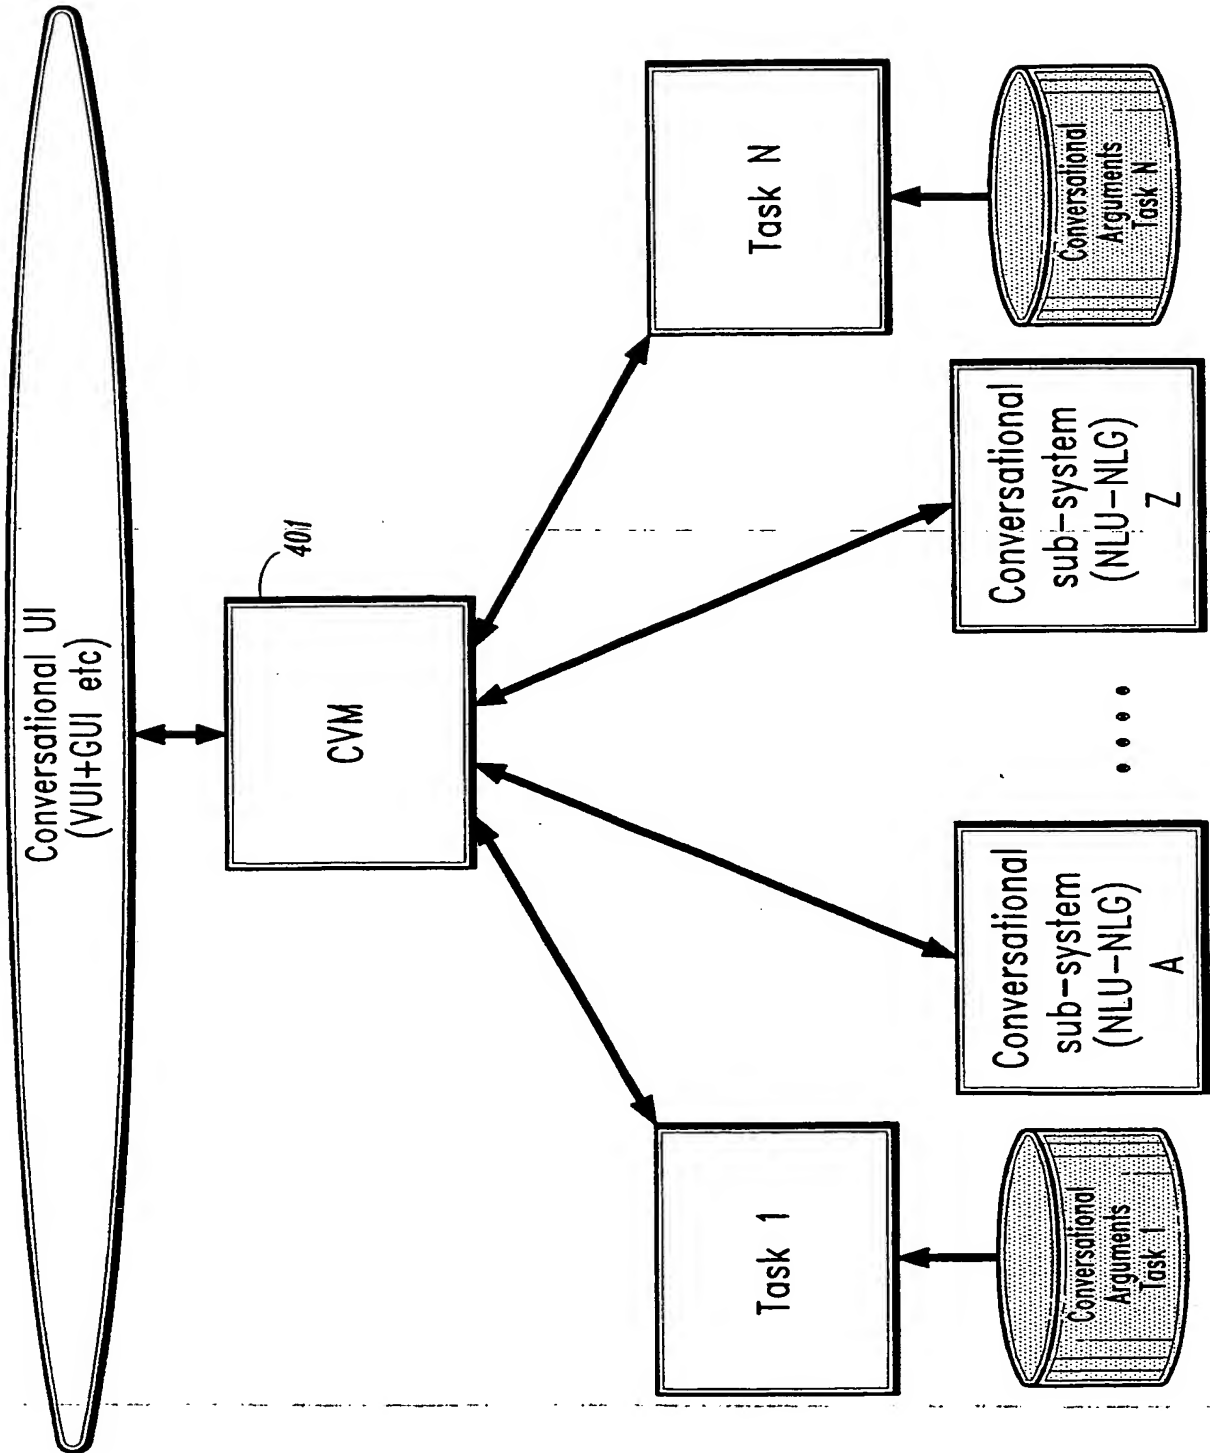 Conversational UI
(VUI+GUI etc)
401
CVM
Task 1
Task N
Conversational
Arguments
Task 1
Conversational
sub-system
(NLU-NLG)
A
Conversational
sub-system
(NLU-NLG)
Z
Conversational
Arguments
Task N